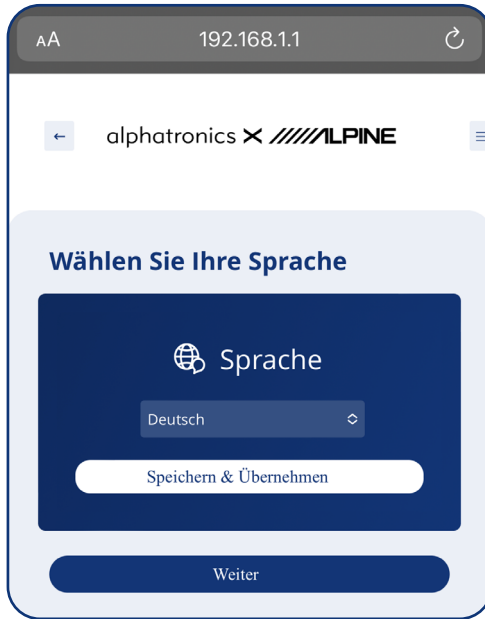 AA 192.168.1.1
alphatronics X ALPINE
Wählen Sie Ihre Sprache
Sprache
Deutsch
Speichern & Übernehmen
Weiter